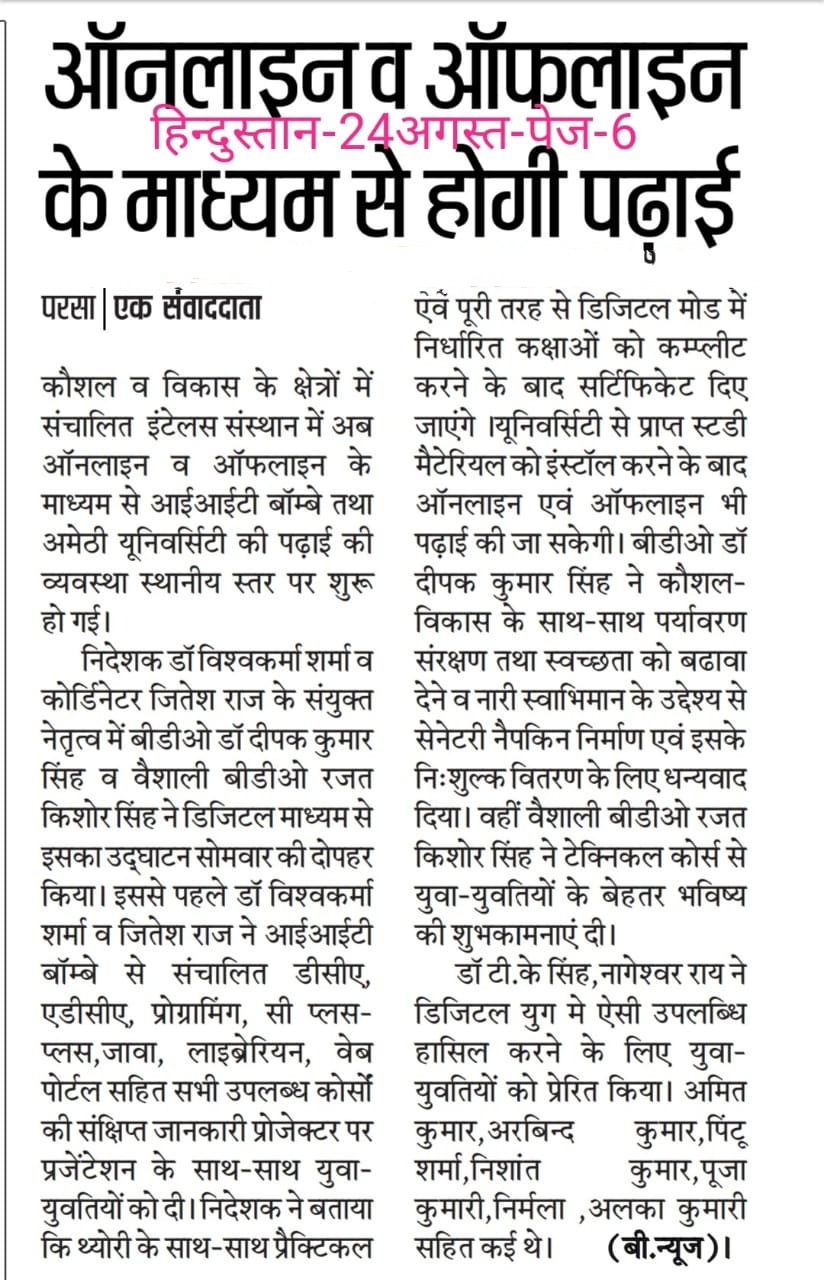 ऑनलाइन व ऑफलाइन
हिन्दुस्तान-24अगस्त-पेज-6
के माध्यम से होगी पढ़ाई
परसा|एक संवाददाता
कौशल व विकास के क्षेत्रों में
संचालित इंटेलस संस्थान में अब
ऑनलाइन व ऑफलाइन के
माध्यम से आईआईटी बॉम्बे तथा
अमेठी यूनिवर्सिटी की पढ़ाई की
व्यवस्था स्थानीय स्तर पर शुरू
हो गई।
निदेशक डॉ विश्वकर्मा शर्मा व
कोर्डिनेटर जितेश राज के संयुक्त
नेतृत्व में बीडीओ डॉ दीपक कुमार
सिंह व वैशाली बीडीओ रजत
किशोर सिंह ने डिजिटल माध्यम से
इसका उद्घाटन सोमवार की दोपहर
किया। इससे पहले डॉ विश्वकर्मा
शर्मा व जितेश राज ने आईआईटी
बॉम्बे से संचालित डीसीए,
एडीसीए, प्रोग्रामिंग, सी प्लस-
प्लस,जावा, लाइब्रेरियन, वेब
पोर्टल सहित सभी उपलब्ध कोर्सों
की संक्षिप्त जानकारी प्रोजेक्टर पर
प्रजेंटेशन के साथ-साथ युवा-
युवतियों को दी। निदेशक ने बताया
कि थ्योरी के साथ-साथ प्रैक्टिकल
एवं पूरी तरह से डिजिटल मोड में
निर्धारित कक्षाओं को कम्प्लीट
करने के बाद सर्टिफिकेट दिए
जाएंगे ।यूनिवर्सिटी से प्राप्त स्टडी
मैटेरियल को इंस्टॉल करने के बाद
ऑनलाइन एवं ऑफलाइन भी
पढ़ाई की जा सकेगी। बीडीओ डॉ
दीपक कुमार सिंह ने कौशल-
विकास के साथ-साथ पर्यावरण
संरक्षण तथा स्वच्छता को बढावा
देने व नारी स्वाभिमान के उद्देश्य से
सेनेटरी नैपकिन निर्माण एवं इसके
निःशुल्क वितरण के लिए धन्यवाद
दिया। वहीं वैशाली बीडीओ रजत
किशोर सिंह ने टेक्निकल कोर्स से
युवा-युवतियों के बेहतर भविष्य
की शुभकामनाएं दी।
डॉ टी.के सिंह,नागेश्वर राय ने
डिजिटल युग मे ऐसी उपलब्धि
हासिल करने के लिए युवा-
युवतियों को प्रेरित किया। अमित
कुमार,अरबिन्द कुमार,पिंटू
शर्मा,निशांत कुमार,पूजा
कुमारी,निर्मला ,अलका कुमारी
सहित कई थे। (बी.न्यूज)।